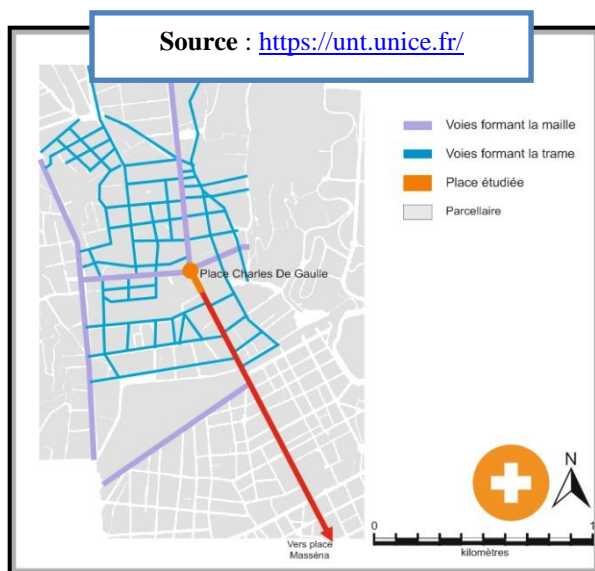 Source : https://unt.unice.fr/
Voies formant la maille
Voies formant la trame
Place étudiée
Parcellaire
Place Charles De Gaulle
N
0
1
kilomètres
Vers place
Masséna